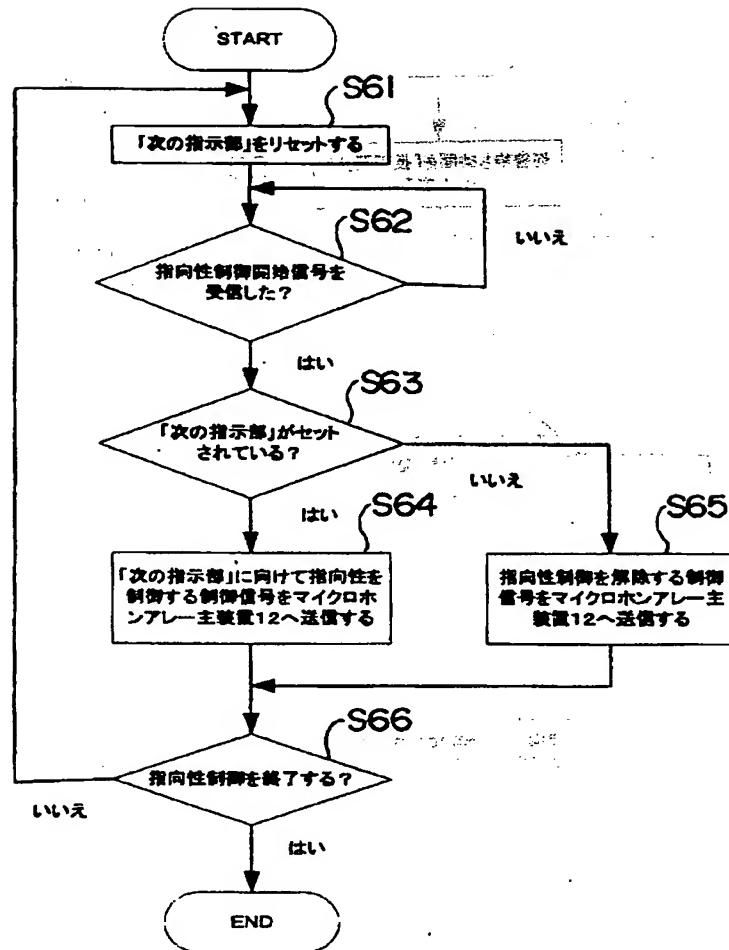 START
S61
「次の指示部」をリセットする
S62
いいえ
指向性制御開始信号を
受信した？
はい
S63
「次の指示部」がセット
されている？
いいえ
はい
S64
S65
「次の指示部」に向けて指向性を
制御する制御信号をマイクロホ
ンアレー主装置12へ送信する
指向性制御を解除する制御
信号をマイクロホンアレー主
装置12へ送信する
S66
指向性制御を終了する？
いいえ
はい
END